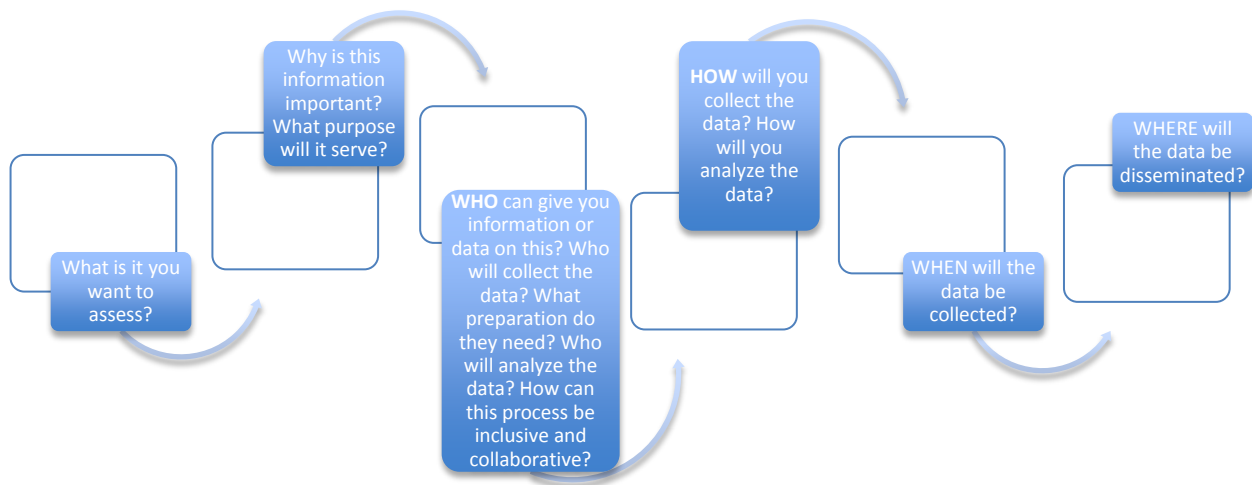 What is it you
want to
assess?
Why is this
information
important?
What purpose
will it serve?
WHO can give you
information or
data on this? Who
will collect the
data? What
preparation do
they need? Who
will analyze the
data? How can
this process be
inclusive and
collaborative?
HOW will you
collect the
data? How
will you
analyze the
data?
WHEN will the
data be
collected?
WHERE will
the data be
disseminated?